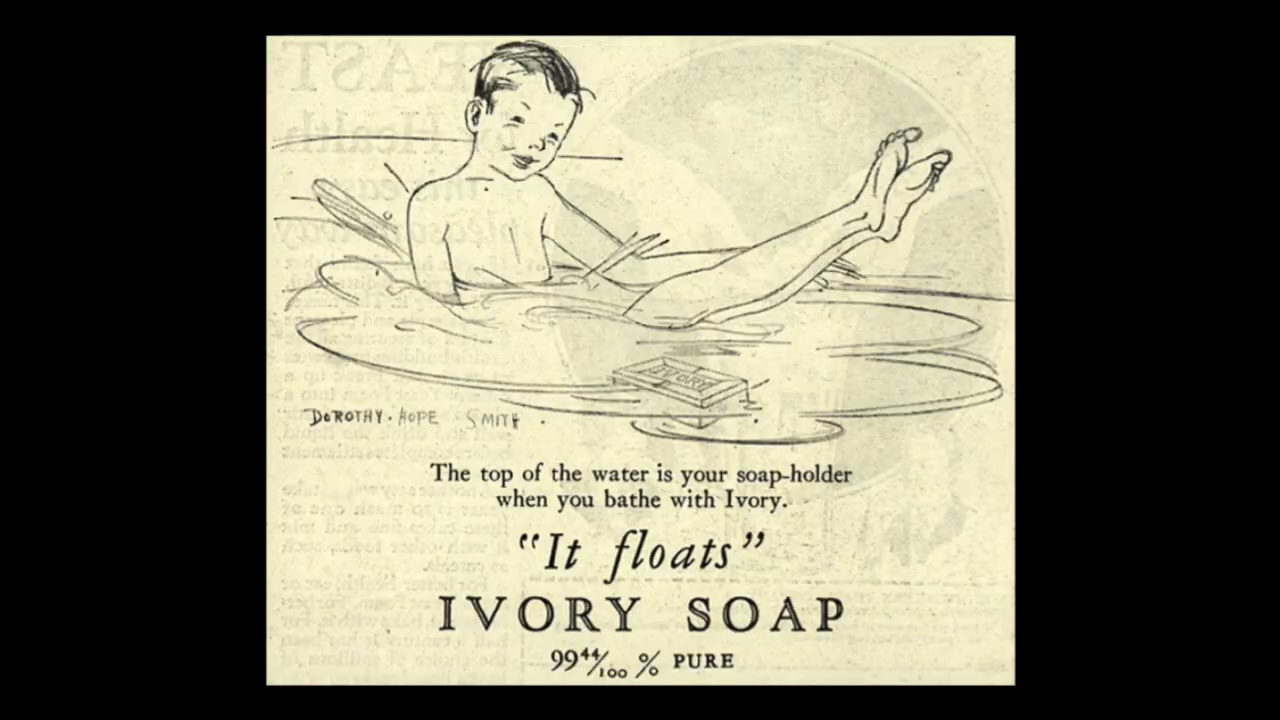 IVORY
DOROTHY · HOPE SMITH
The top of the water is your soap-holder
when you bathe with Ivory.
“It floats”
IVORY SOAP
99 44/100 % PURE